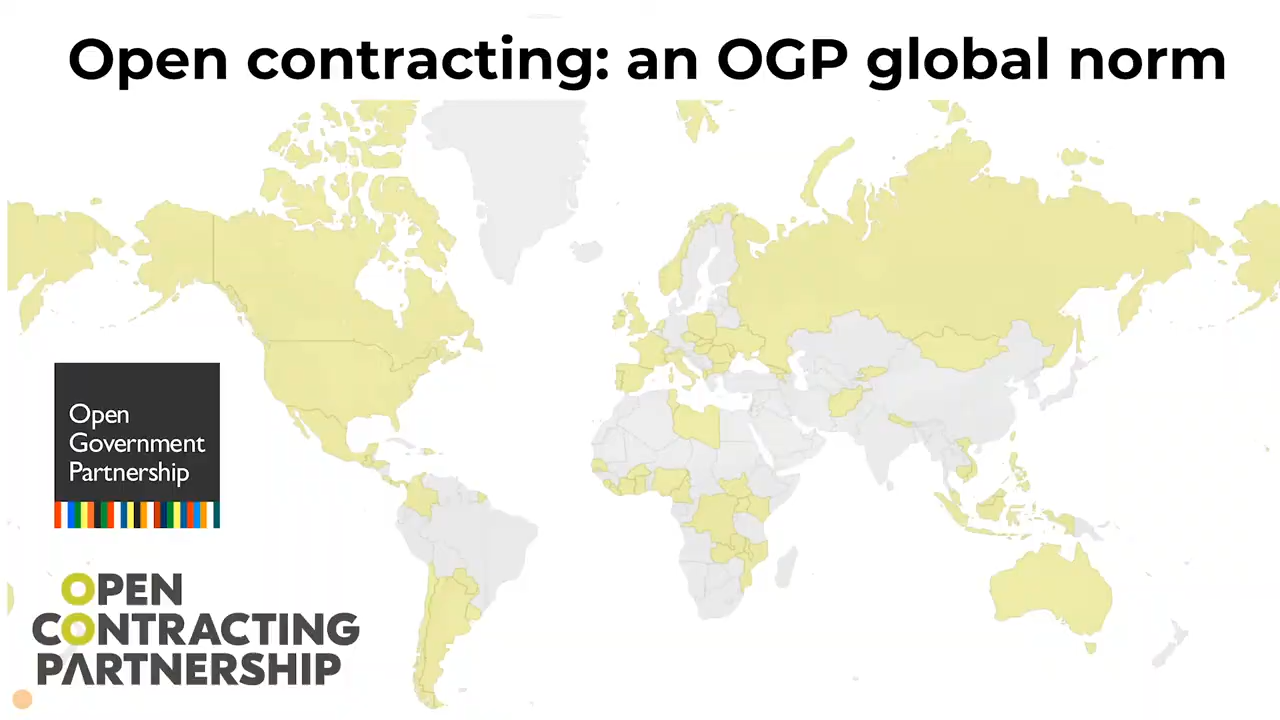 Open contracting: an OGP global norm
Open
Government
Partnership
OPEN
CONTRACTING
PARTNERSHIP